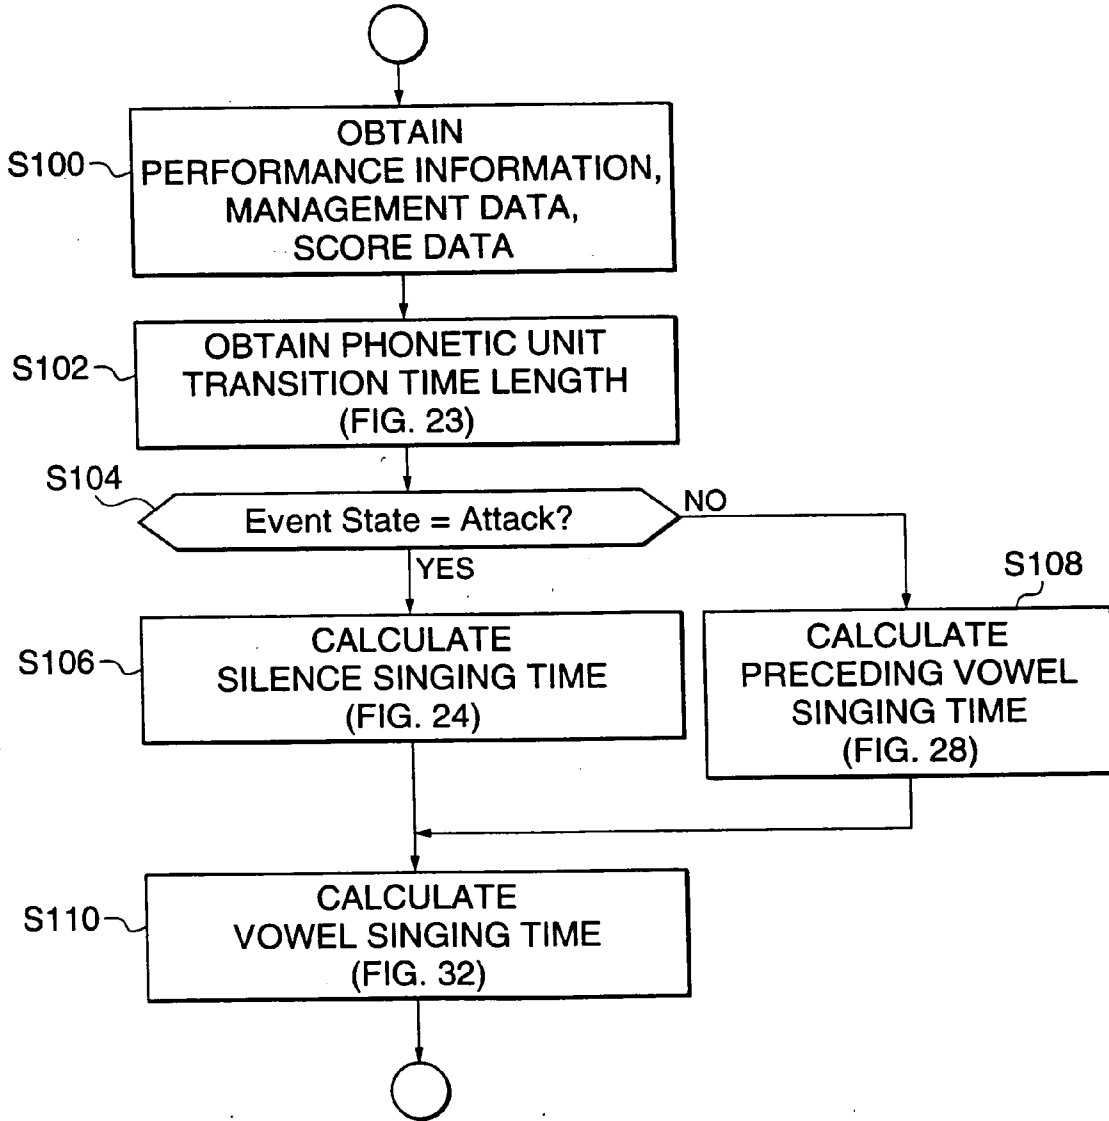 S100
OBTAIN
PERFORMANCE INFORMATION,
MANAGEMENT DATA,
SCORE DATA
S102
OBTAIN PHONETIC UNIT
TRANSITION TIME LENGTH
(FIG. 23)
S104
Event State = Attack?
NO
YES
S106
CALCULATE
SILENCE SINGING TIME
(FIG. 24)
S108
CALCULATE
PRECEDING VOWEL
SINGING TIME
(FIG. 28)
S110
CALCULATE
VOWEL SINGING TIME
(FIG. 32)